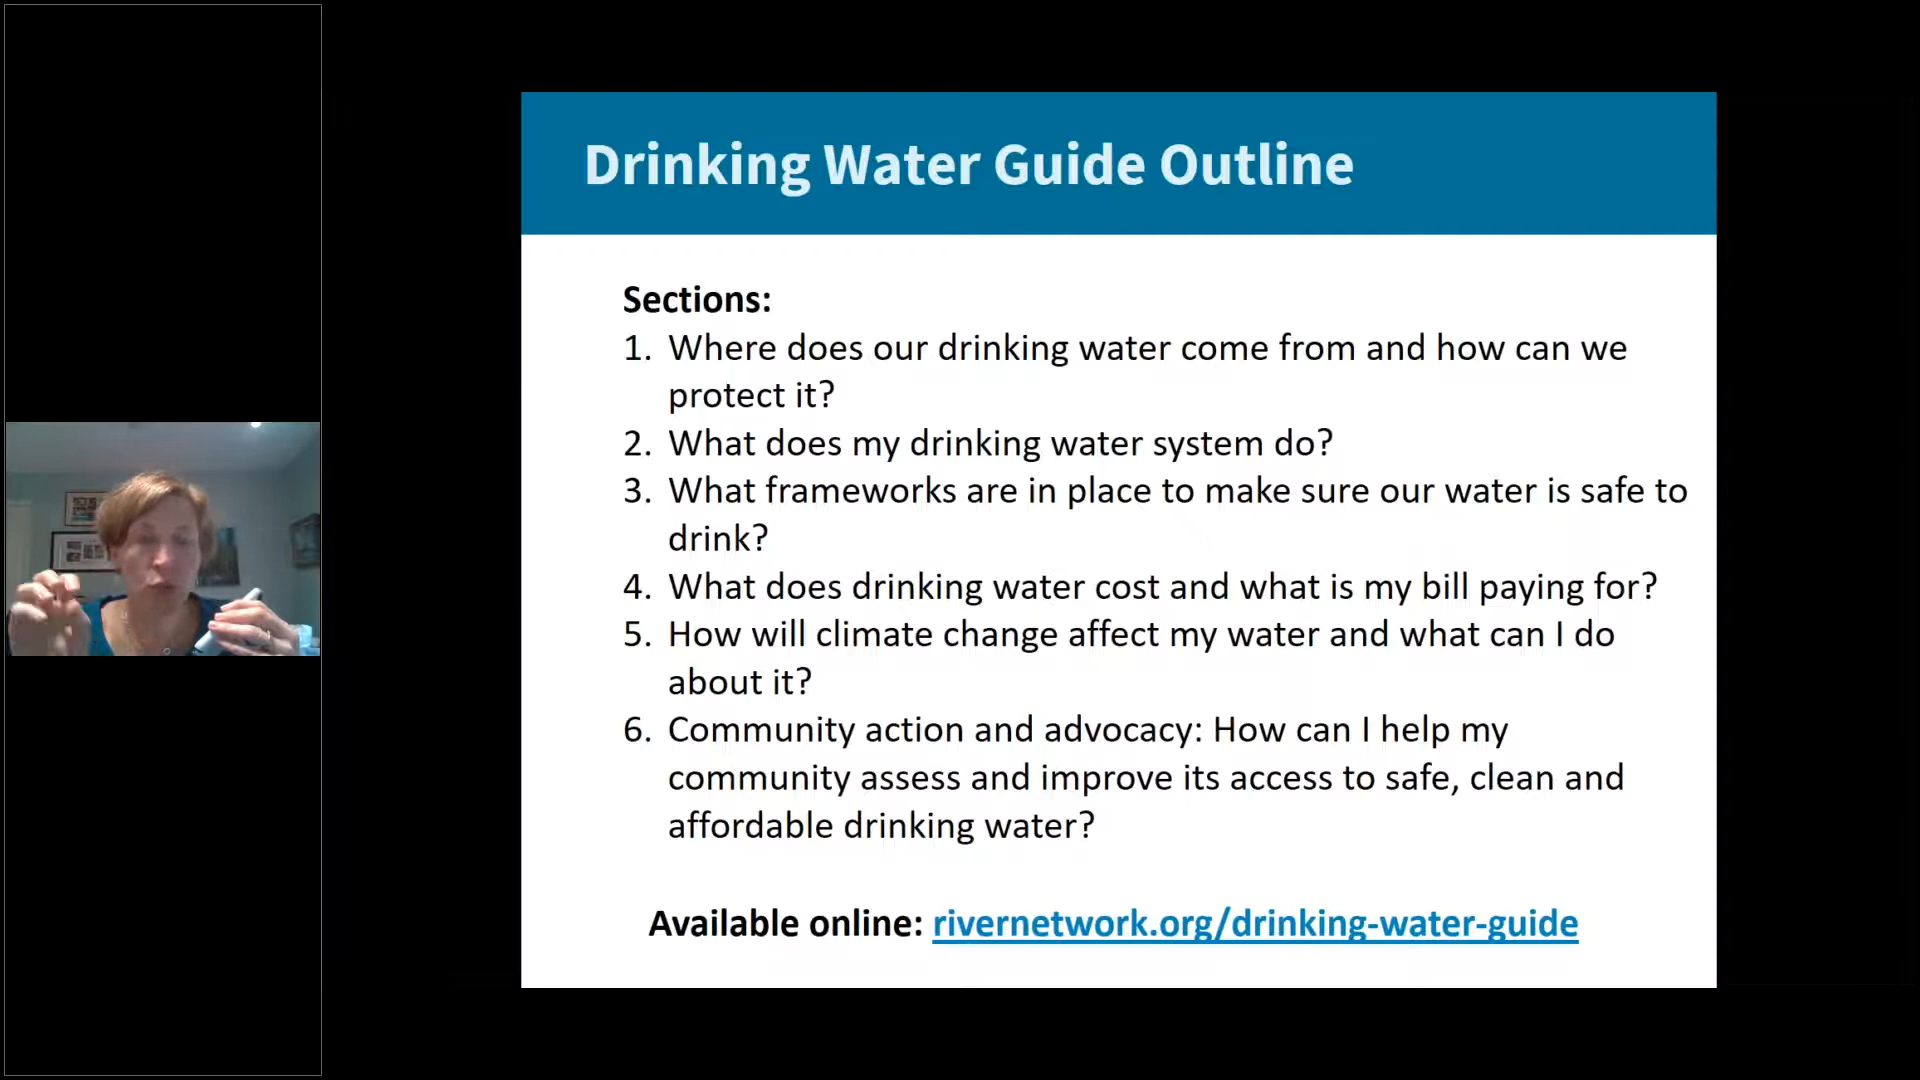 Drinking Water Guide Outline
Sections:
1. Where does our drinking water come from and how can we
protect it?
2. What does my drinking water system do?
3. What frameworks are in place to make sure our water is safe to
drink?
4. What does drinking water cost and what is my bill paying for?
5. How will climate change affect my water and what can I do
about it?
6. Community action and advocacy: How can I help my
community assess and improve its access to safe, clean and
affordable drinking water?
Available online: rivernetwork.org/drinking-water-guide